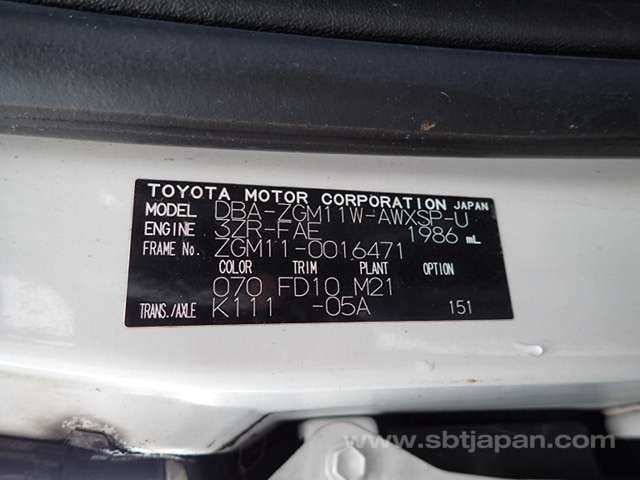 TOYOTA MOTOR CORPORATION JAPAN
MODEL DBA-ZGM11W-AWXSP-U
ENGINE 3ZR-FAE 1986 mL
FRAME No. ZGM11-0016471
COLOR TRIM PLANT OPTION
070 FD10 M21
TRANS./AXLE K111 -05A 151
www.sbtjapan.com